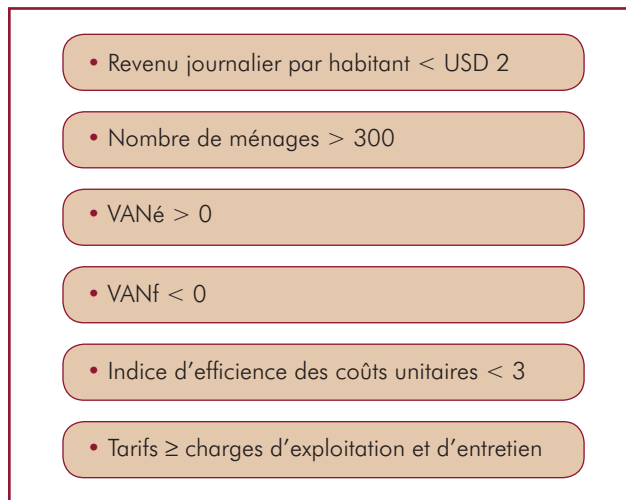 • Revenu journalier par habitant < USD 2
• Nombre de ménages > 300
• VANé > 0
• VANf < 0
• Indice d'efficience des coûts unitaires < 3
• Tarifs ≥ charges d'exploitation et d'entretien